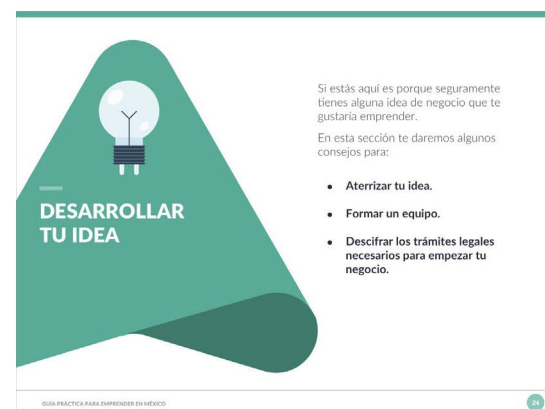 DESARROLLAR
TU IDEA
Si estás aquí es porque seguramente
tienes alguna idea de negocio que te
gustaría emprender.
En esta sección te daremos algunos
consejos para:
● Aterrizar tu idea.
● Formar un equipo.
● Descifrar los trámites legales
necesarios para empezar tu
negocio.
GUÍA PRÁCTICA PARA EMPRENDER EN MÉXICO
24